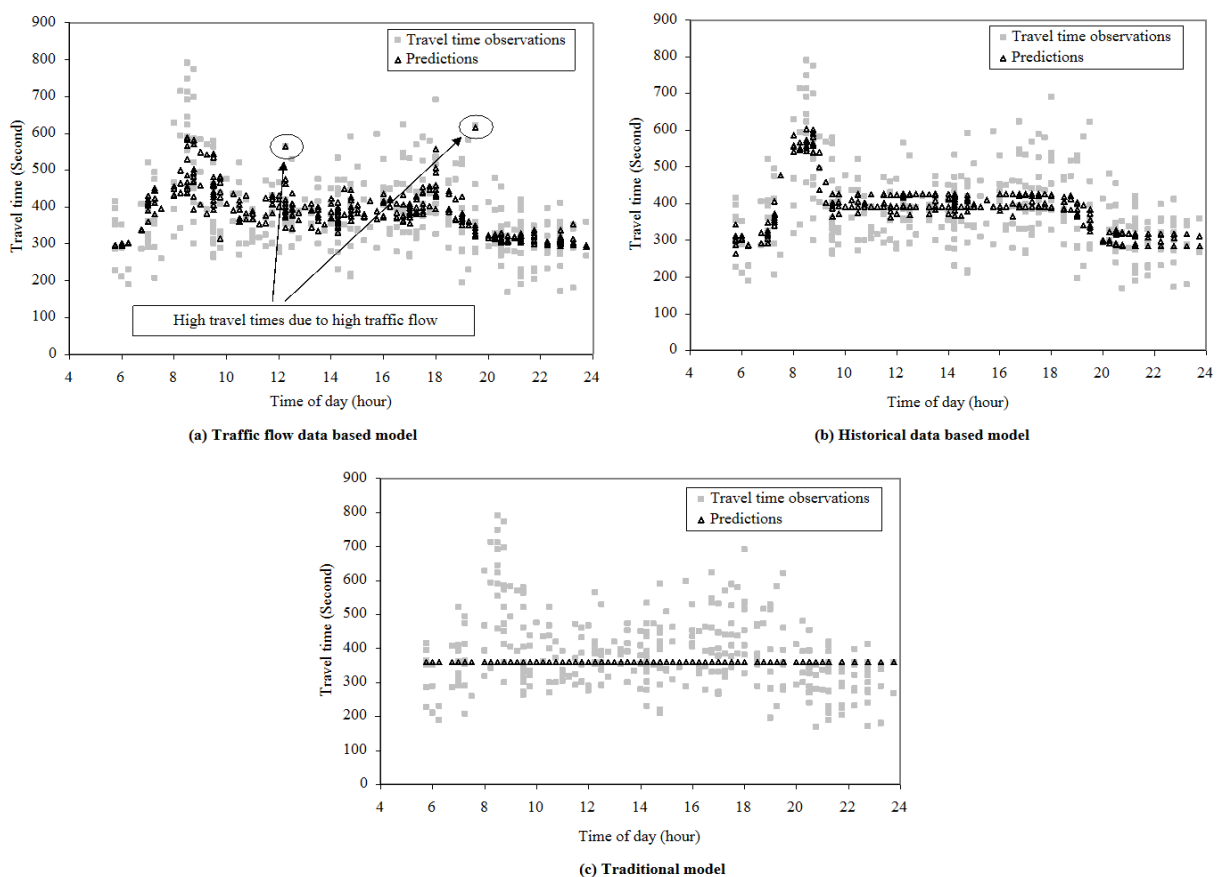 900
800
700
600
500
400
300
200
100
0
Travel time (Second)
Travel time observations
Predictions
High travel times due to high traffic flow
4 6 8 10 12 14 16 18 20 22 24
Time of day (hour)
(a) Traffic flow data based model
900
800
700
600
500
400
300
200
100
0
Travel time (Second)
Travel time observations
Predictions
4 6 8 10 12 14 16 18 20 22 24
Time of day (hour)
(b) Historical data based model
900
800
700
600
500
400
300
200
100
0
Travel time (Second)
Travel time observations
Predictions
4 6 8 10 12 14 16 18 20 22 24
Time of day (hour)
(c) Traditional model